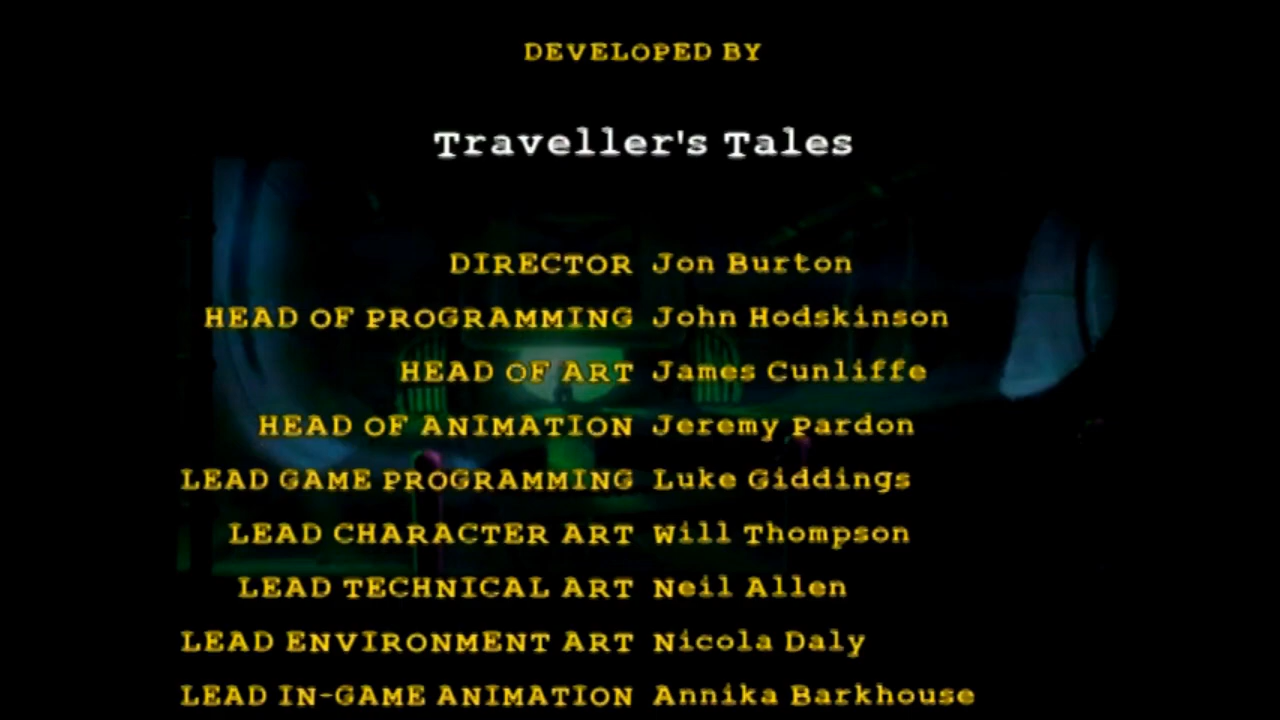 DEVELOPED BY
Traveller's Tales
DIRECTOR Jon Burton
HEAD OF PROGRAMMING John Hodskinson
HEAD OF ART James Cunliffe
HEAD OF ANIMATION Jeremy Pardon
LEAD GAME PROGRAMMING Luke Giddings
LEAD CHARACTER ART Will Thompson
LEAD TECHNICAL ART Neil Allen
LEAD ENVIRONMENT ART Nicola Daly
LEAD IN-GAME ANIMATION Annika Barkhouse